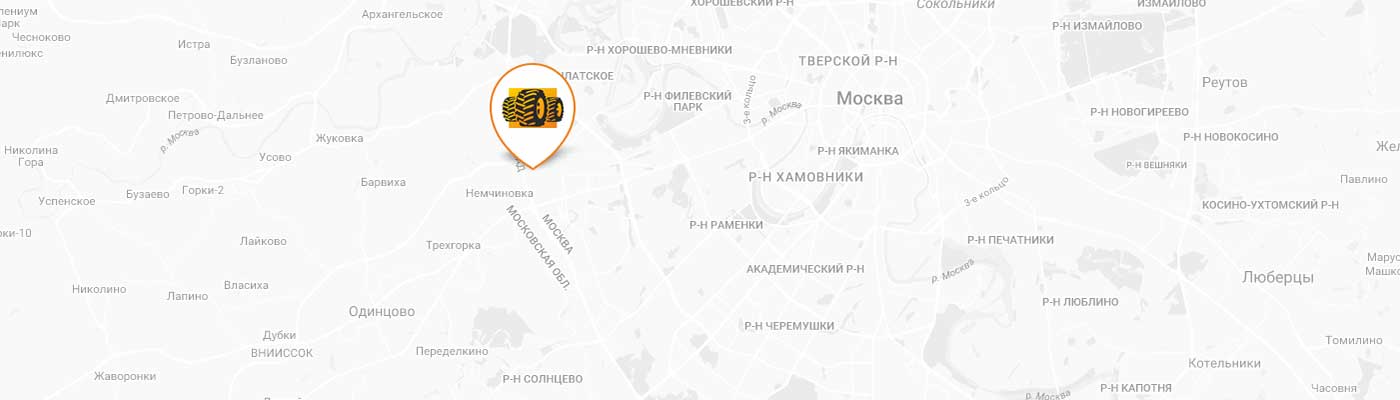 ХОРОШЕВСКИЙ Р-Н
ИЗМАЙЛОВО
Сокольники
Архангельское
Чесноково
Р-Н ИЗМАЙЛОВО
Истра
Р-Н ХОРОШЕВО-МНЕВНИКИ
Бузланово
ТВЕРСКОЙ Р-Н
Реутов
Дмитровское
Р-Н ФИЛЕВСКИЙ
ПАРК
3-е кольцо
Москва
р. Москва
Петрово-Дальнее
Р-Н НОВОГИРЕЕВО
Жуковка
р. Москва
Р-Н НОВОКОСИНО
Николина
Гора
Усово
Р-Н ЯКИМАНКА
Р-Н ВЕШНЯКИ
Барвиха
Р-Н ХАМОВНИКИ
Павлино
Бузаево
Горки-2
Немчиновка
3-е кольцо
Успенское
КОСИНО-УХТОМСКИЙ Р-Н
МОСКВА
МОСКОВСКАЯ ОБЛ.
Р-Н РАМЕНКИ
Лайково
Трехгорка
Р-Н ПЕЧАТНИКИ
АКАДЕМИЧЕСКИЙ Р-Н
р. Москва
Люберцы
Николино
Лапино
Власиха
Р-Н ЛЮБЛИНО
Одинцово
Р-Н ЧЕРЕМУШКИ
Дубки
ВНИИССОК
Переделкино
Томилино
Котельники
Жаворонки
Р-Н СОЛНЦЕВО
Р-Н КАПОТНЯ
Часовня
р. Москва